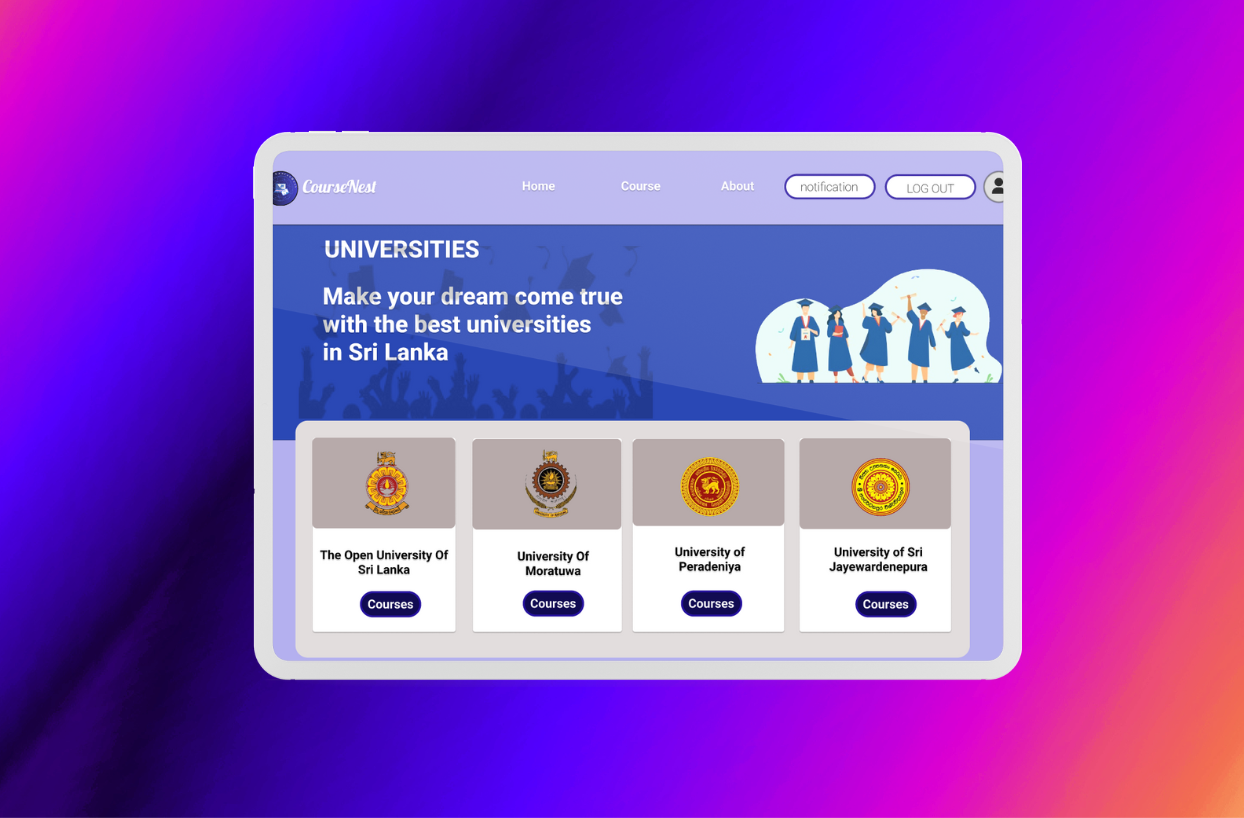 CourseNest
Home
Course
About
notification
LOG OUT
UNIVERSITIES
Make your dream come true
with the best universities
in Sri Lanka
The Open University Of
Sri Lanka
Courses
University Of
Moratuwa
Courses
University of
Peradeniya
Courses
University of Sri
Jayewardenepura
Courses